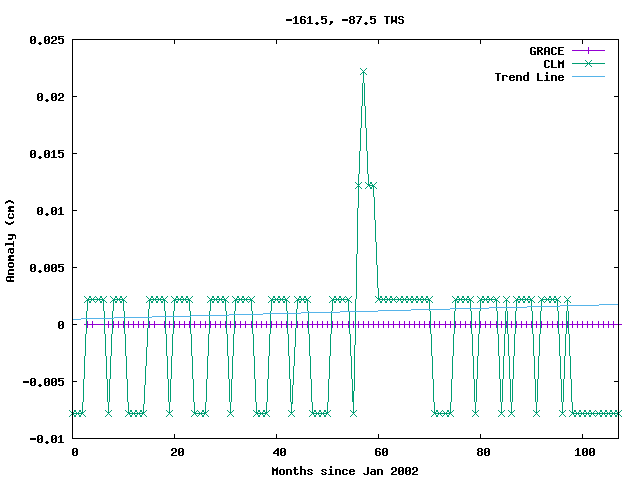 -161.5, -87.5 TWS
0.025
0.02
0.015
0.01
0.005
0
-0.005
-0.01
Anomaly (cm)
GRACE
CLM
Trend Line
0 20 40 60 80 100
Months since Jan 2002